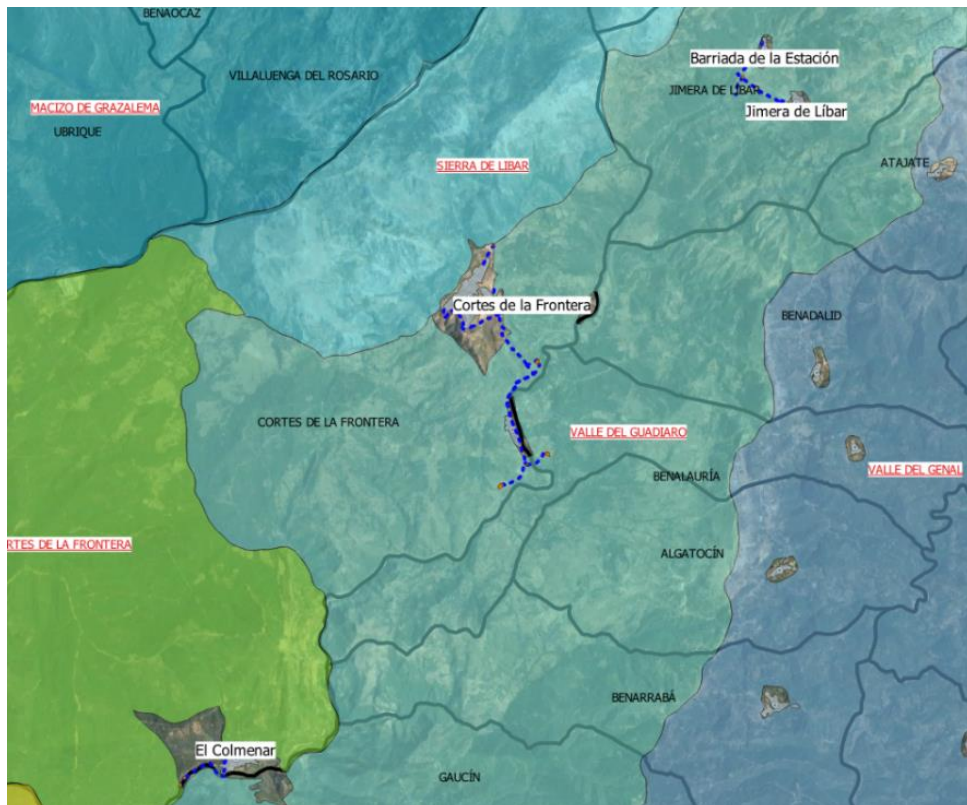 BENAOCAZ
Barriada de la Estación
VILLALUENGA DEL ROSARIO
JIMERA DE LÍBAR
MACIZO DE GRAZALEMA
Jimera de Líbar
UBRIQUE
SIERRA DE LIBAR
ATAJATE
Cortes de la Frontera
BENADALID
CORTES DE LA FRONTERA
VALLE DEL GUADIARO
VALLE DEL GENAL
BENALAURÍA
RTES DE LA FRONTERA
ALGATOCÍN
BENARRABÁ
El Colmenar
GAUCÍN